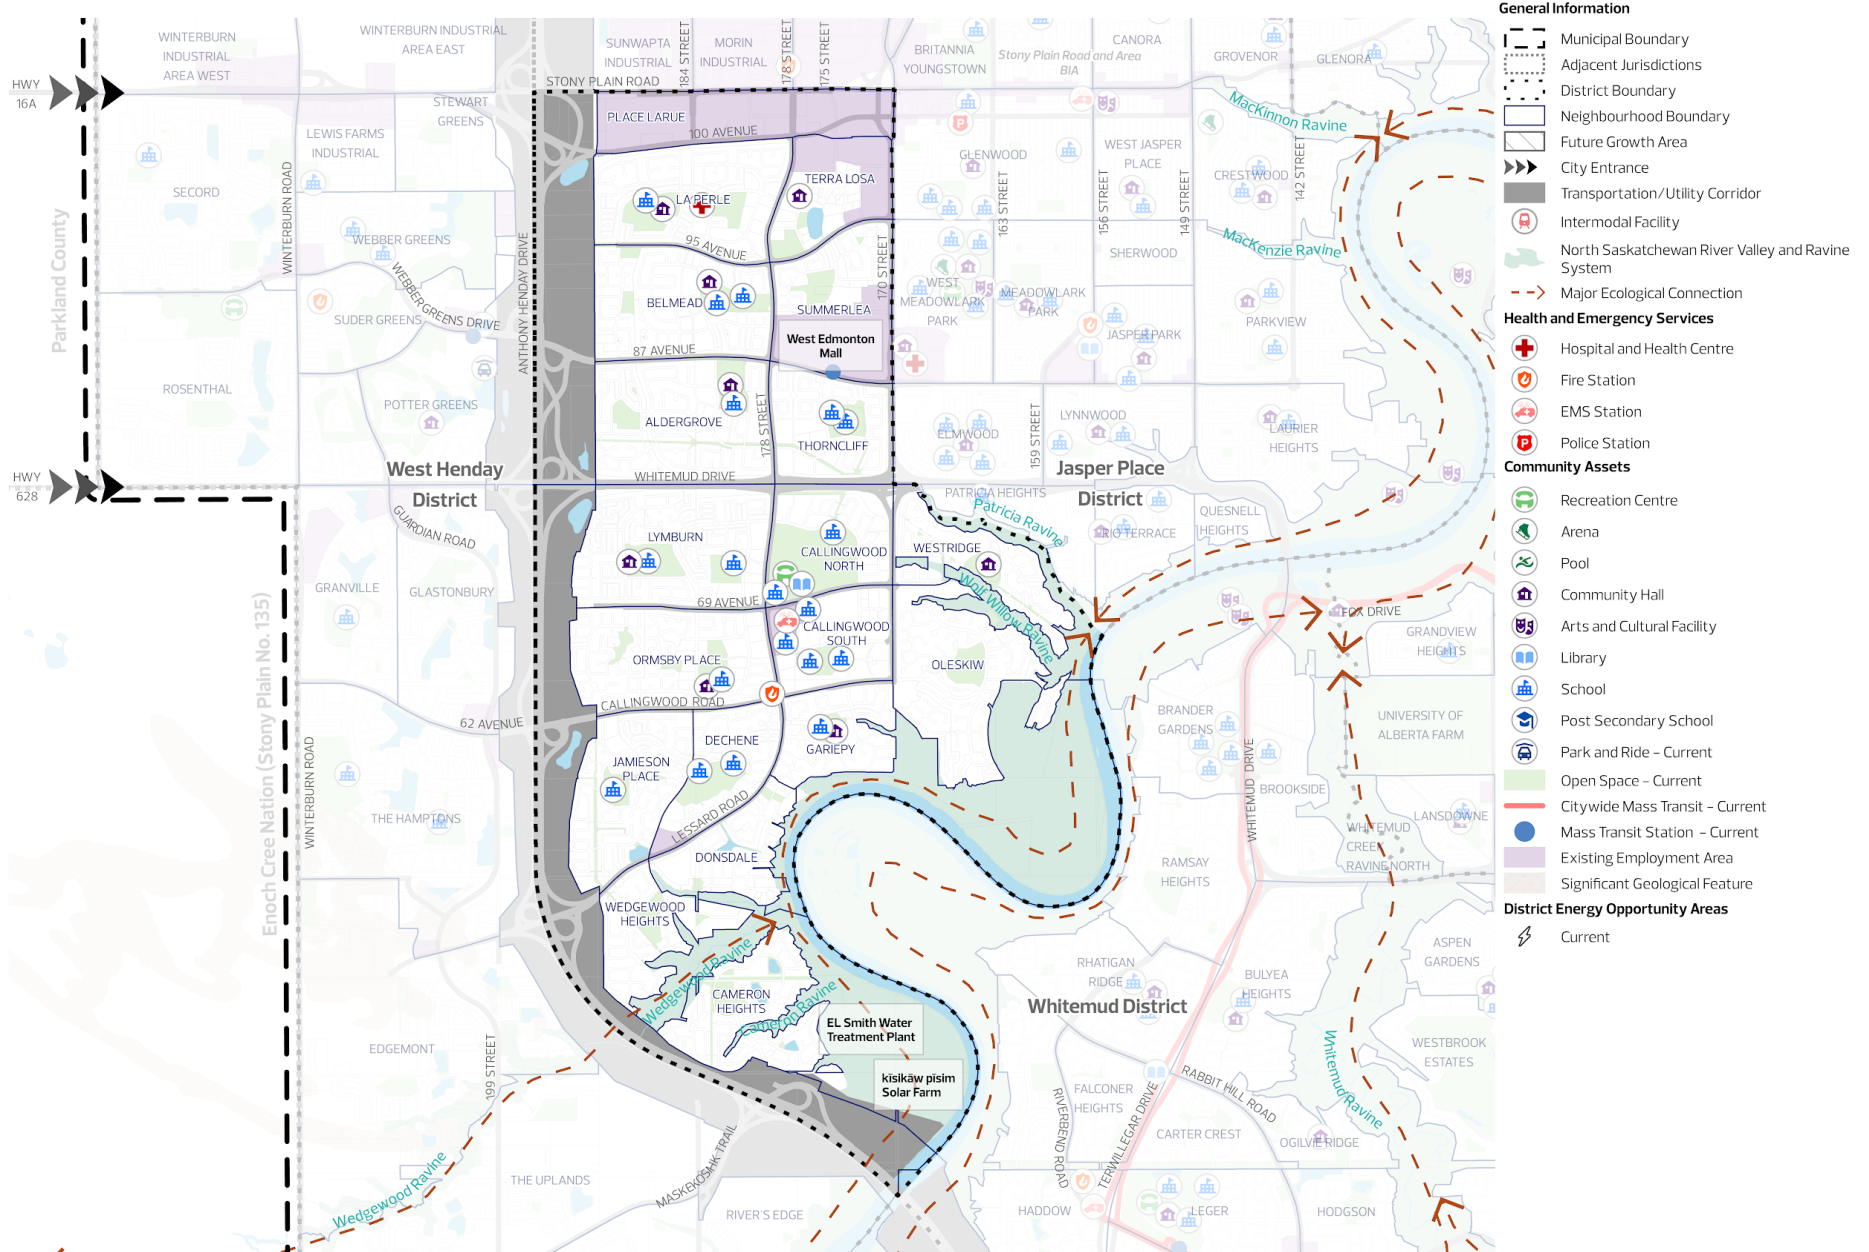 WINTERBURN
INDUSTRIAL
AREA WEST
WINTERBURN INDUSTRIAL
AREA EAST
SUNWAPTA
INDUSTRIAL
184 STREET
MORIN
INDUSTRIAL
178 STREET
175 STREET
BRITANNIA
YOUNGSTOWN
Stony Plain Road and Area
BIA
CANORA
GROVENOR
GLENORA
HWY
16A
STONY PLAIN ROAD
STEWART
GREENS
LEWIS FARMS
INDUSTRIAL
PLACE LARUE
100 AVENUE
MacKinnon Ravine
SECORD
WINTERBURN ROAD
LA PERLE
TERRA LOSA
GLENWOOD
WEST JASPER
PLACE
CRESTWOOD
142 STREET
163 STREET
156 STREET
149 STREET
WEBBER GREENS
WEBBER GREENS DRIVE
95 AVENUE
170 STREET
SHERWOOD
MacKenzie Ravine
Parkland County
ANTHONY HENDAY DRIVE
SUDER GREENS
BELMEAD
SUMMERLEA
WEST
MEADOWLARK
PARK
MEADOWLARK
PARK
JASPER PARK
PARKVIEW
West Edmonton
Mall
87 AVENUE
ROSENTHAL
POTTER GREENS
ALDERGROVE
178 STREET
THORNCLIFF
ELMWOOD
159 STREET
LYNNWOOD
LAURIER
HEIGHTS
West Henday
District
WHITEMUD DRIVE
Jasper Place
District
HWY
628
GUARDIAN ROAD
PATRICIA HEIGHTS
Patricia Ravine
RIO TERRACE
QUESNELL
HEIGHTS
LYMBURN
CALLINGWOOD
NORTH
WESTRIDGE
Wolf Willow Ravine
GRANVILLE
GLASTONBURY
69 AVENUE
CALLINGWOOD
SOUTH
FOX DRIVE
GRANDVIEW
HEIGHTS
Enoch Cree Nation (Stony Plain No. 135)
ORMSBY PLACE
OLESKIW
CALLINGWOOD ROAD
62 AVENUE
BRANDER
GARDENS
UNIVERSITY OF
ALBERTA FARM
WINTERBURN ROAD
DECHENE
GARIEPY
JAMIESON
PLACE
WHITEMUD DRIVE
BROOKSIDE
THE HAMPTONS
LESSARD ROAD
WHITEMUD
CREEK
RAVINE NORTH
LANSDOWNE
DONSDALE
RAMSAY
HEIGHTS
WEDGEWOOD
HEIGHTS
Wedgewood Ravine
ASPEN
GARDENS
RHATIGAN
RIDGE
BULYEA
HEIGHTS
CAMERON
HEIGHTS
Cameron Ravine
Whitemud District
EL Smith Water
Treatment Plant
EDGEMONT
199 STREET
Whitemud Ravine
WESTBROOK
ESTATES
kīsikāw pīsim
Solar Farm
FALCONER
HEIGHTS
RABBIT HILL ROAD
RIVERBEND ROAD
TERWILLEGAR DRIVE
CARTER CREST
OGILVIE RIDGE
MASKEKOSIHK TRAIL
Wedgewood Ravine
THE UPLANDS
RIVER'S EDGE
HADDOW
LEGER
HODGSON
General Information
Municipal Boundary
Adjacent Jurisdictions
District Boundary
Neighbourhood Boundary
Future Growth Area
City Entrance
Transportation/Utility Corridor
Intermodal Facility
North Saskatchewan River Valley and Ravine
System
Major Ecological Connection
Health and Emergency Services
Hospital and Health Centre
Fire Station
EMS Station
Police Station
Community Assets
Recreation Centre
Arena
Pool
Community Hall
Arts and Cultural Facility
Library
School
Post Secondary School
Park and Ride – Current
Open Space – Current
Citywide Mass Transit – Current
Mass Transit Station – Current
Existing Employment Area
Significant Geological Feature
District Energy Opportunity Areas
Current